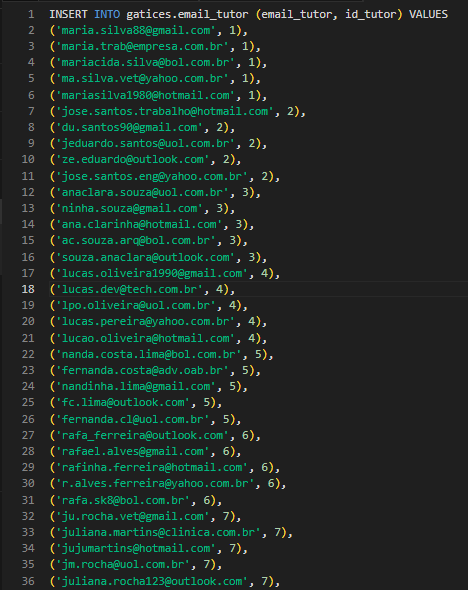 1 INSERT INTO gatices.email_tutor (email_tutor, id_tutor) VALUES
2 ('maria.silva88@gmail.com', 1),
3 ('maria.trab@empresa.com.br', 1),
4 ('mariacida.silva@bol.com.br', 1),
5 ('ma.silva.vet@yahoo.com.br', 1),
6 ('mariasilva1980@hotmail.com', 1),
7 ('jose.santos.trabalho@hotmail.com', 2),
8 ('du.santos90@gmail.com', 2),
9 ('jeduardo.santos@uol.com.br', 2),
10 ('ze.eduardo@outlook.com', 2),
11 ('jose.santos.eng@yahoo.com.br', 2),
12 ('anaclara.souza@uol.com.br', 3),
13 ('ninha.souza@gmail.com', 3),
14 ('ana.clarinha@hotmail.com', 3),
15 ('ac.souza.arq@bol.com.br', 3),
16 ('souza.anaclara@outlook.com', 3),
17 ('lucas.oliveira1990@gmail.com', 4),
18 ('lucas.dev@tech.com.br', 4),
19 ('lpo.oliveira@uol.com.br', 4),
20 ('lucas.pereira@yahoo.com.br', 4),
21 ('lucao.oliveira@hotmail.com', 4),
22 ('nanda.costa.lima@bol.com.br', 5),
23 ('fernanda.costa@adv.oab.br', 5),
24 ('nandinha.lima@gmail.com', 5),
25 ('fc.lima@outlook.com', 5),
26 ('fernanda.cl@uol.com.br', 5),
27 ('rafa_ferreira@outlook.com', 6),
28 ('rafael.alves@gmail.com', 6),
29 ('rafinha.ferreira@hotmail.com', 6),
30 ('r.alves.ferreira@yahoo.com.br', 6),
31 ('rafa.sk8@bol.com.br', 6),
32 ('ju.rocha.vet@gmail.com', 7),
33 ('juliana.martins@clinica.com.br', 7),
34 ('jujumartins@hotmail.com', 7),
35 ('jm.rocha@uol.com.br', 7),
36 ('juliana.rocha123@outlook.com', 7),